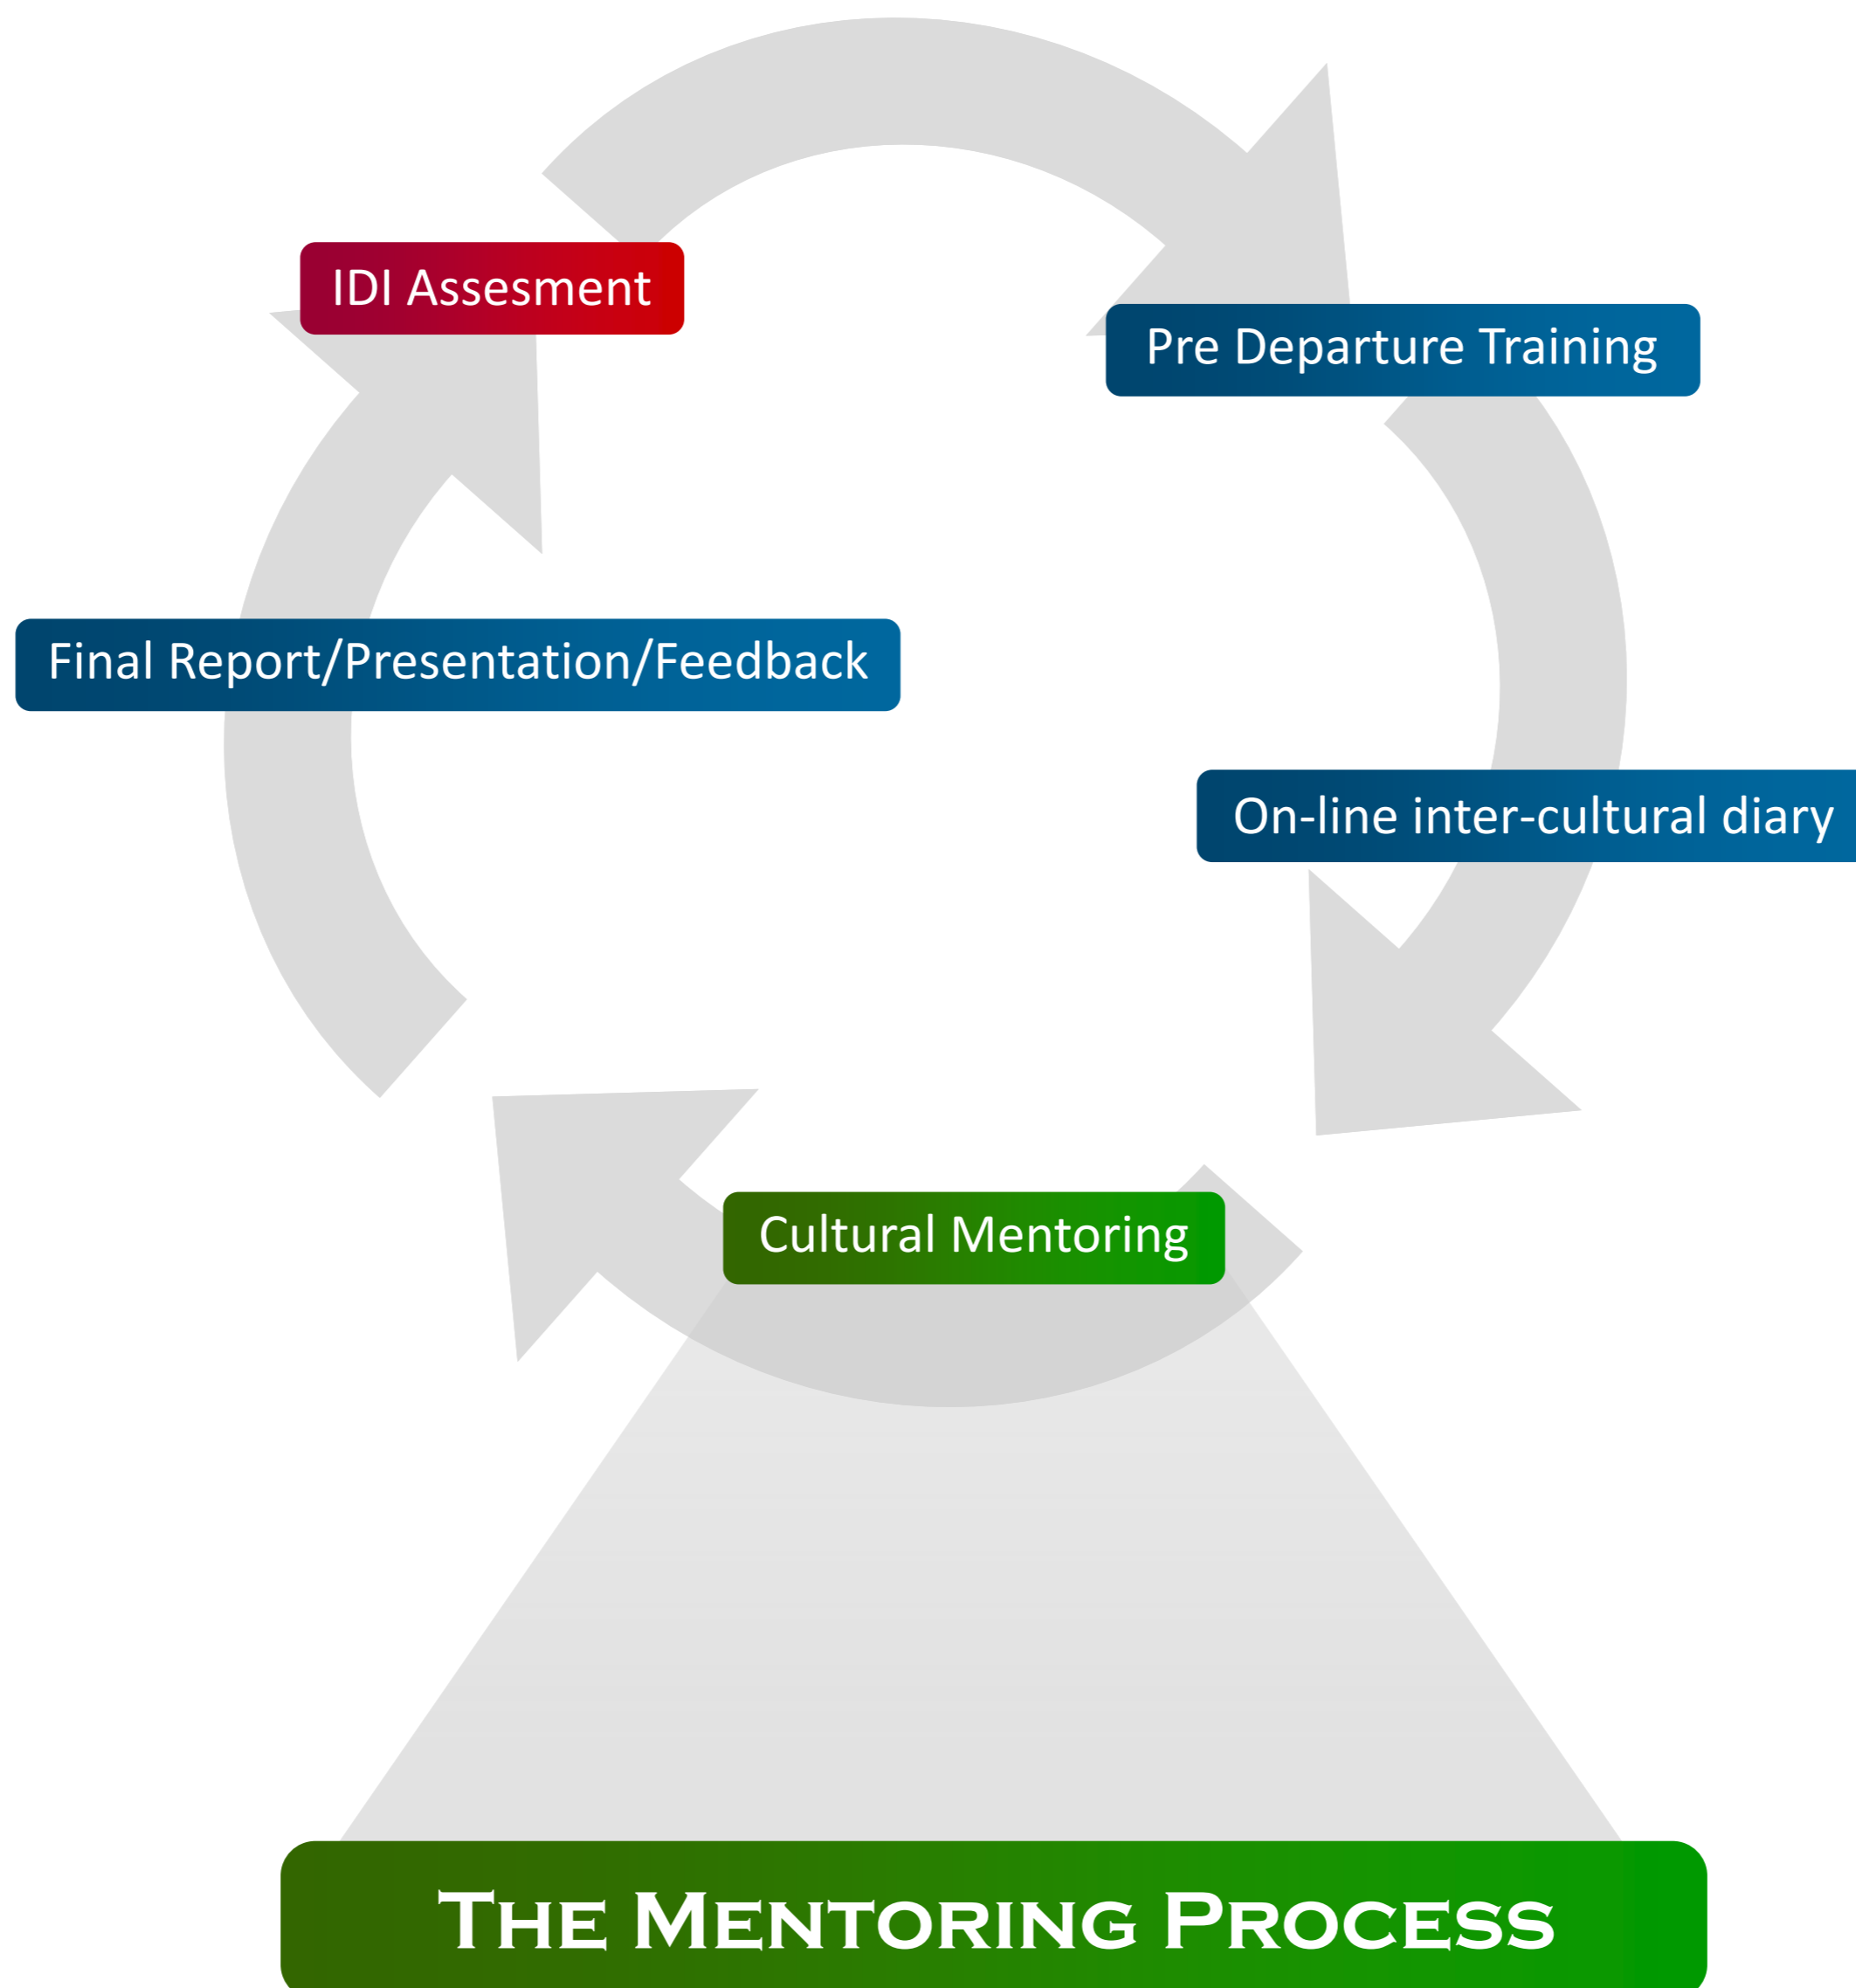 IDI Assesment
Pre Departure Training
Final Report/Presentation/Feedback
On-line inter-cultural diary
Cultural Mentoring
THE MENTORING PROCESS